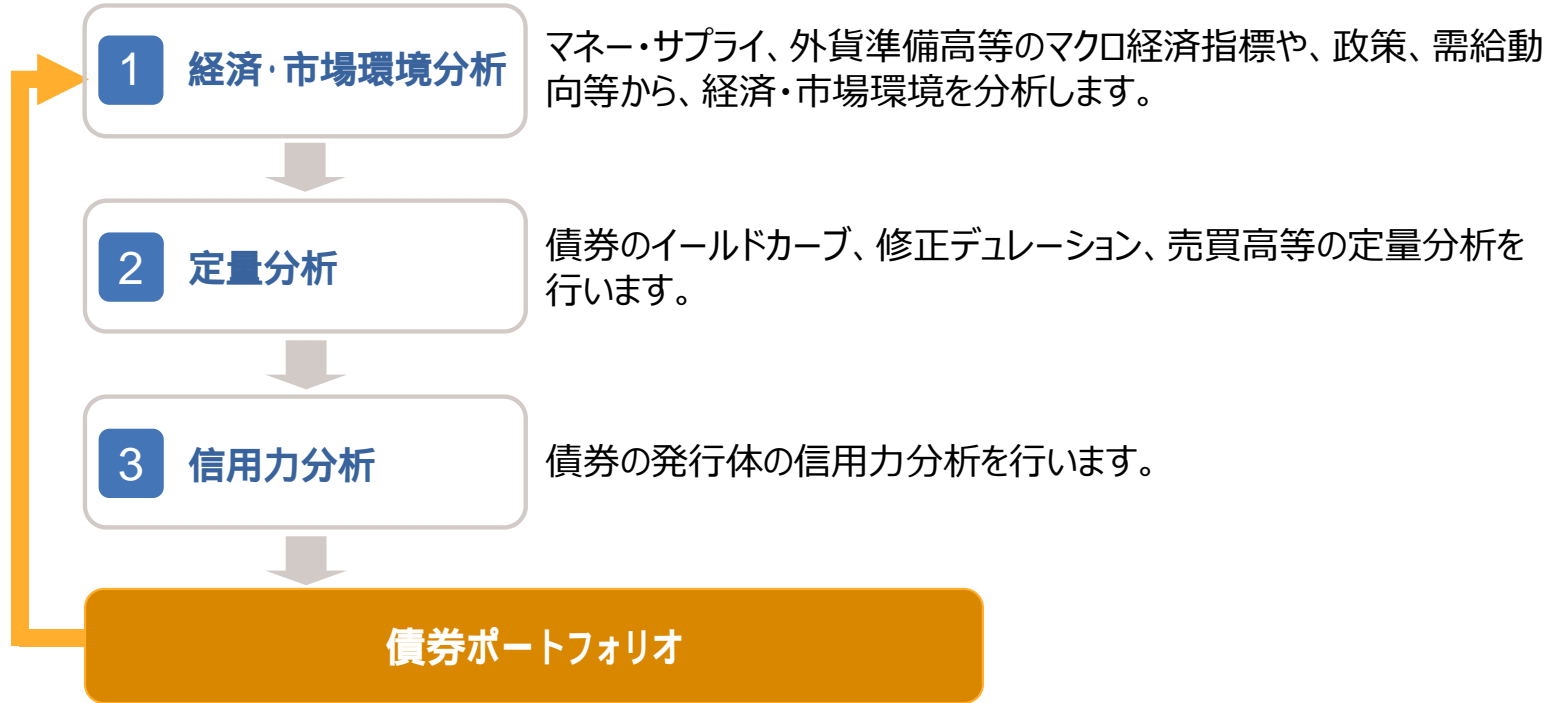 1 経済・市場環境分析
マネー・サプライ、外貨準備高等のマクロ経済指標や、政策、需給動
向等から、経済・市場環境を分析します。
2 定量分析
債券のイールドカーブ、修正デュレーション、売買高等の定量分析を
行います。
3 信用力分析
債券の発行体の信用力分析を行います。
債券ポートフォリオ